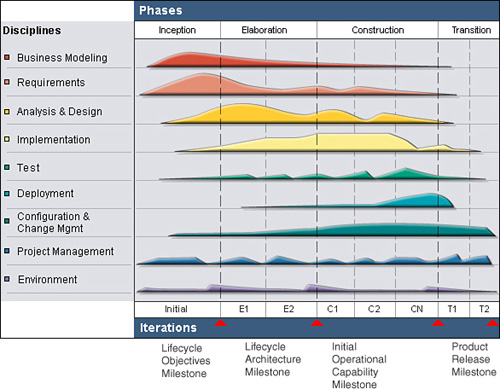 Phases
Disciplines
Inception Elaboration Construction Transition
Business Modeling
Requirements
Analysis & Design
Implementation
Test
Deployment
Configuration &
Change Mgmt
Project Management
Environment
Initial E1 E2 C1 C2 CN T1 T2
Iterations
Lifecycle
Objectives
Milestone
Lifecycle
Architecture
Milestone
Initial
Operational
Capability
Milestone
Product
Release
Milestone